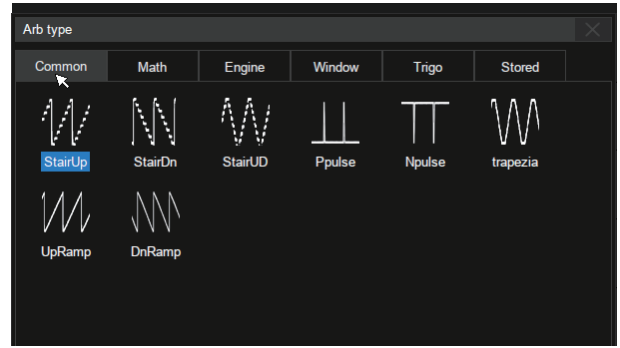 Arb type
Common Math Engine Window Trigo Stored
StairUp StairDn StairUD Ppulse Npulse trapezia
UpRamp DnRamp